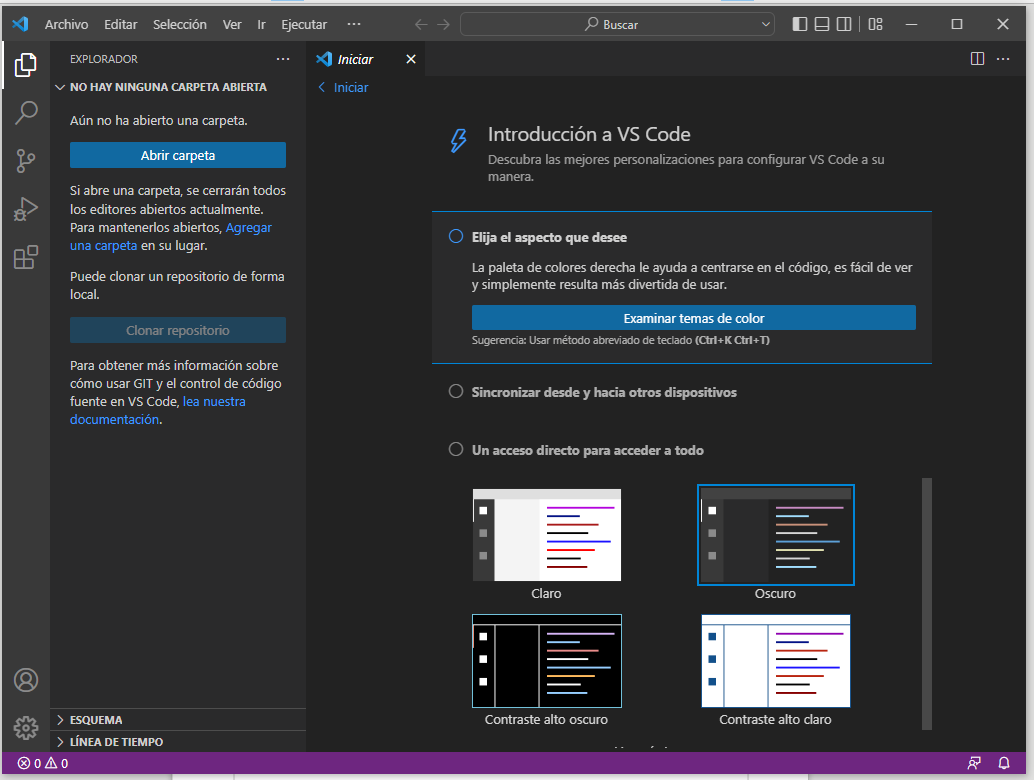 Archivo Editar Selección Ver Ir Ejecutar ··· Buscar
EXPLORADOR ···
NO HAY NINGUNA CARPETA ABIERTA
Aún no ha abierto una carpeta.
Abrir carpeta
Si abre una carpeta, se cerrarán todos
los editores abiertos actualmente.
Para mantenerlos abiertos, Agregar
una carpeta en su lugar.
Puede clonar un repositorio de forma
local.
Clonar repositorio
Para obtener más información sobre
cómo usar GIT y el control de código
fuente en VS Code, lea nuestra
documentación.
ESQUEMA
LÍNEA DE TIEMPO
Iniciar
Iniciar
Introducción a VS Code
Descubra las mejores personalizaciones para configurar VS Code a su
manera.
Elija el aspecto que desee
La paleta de colores derecha le ayuda a centrarse en el código, es fácil de ver
y simplemente resulta más divertida de usar.
Examinar temas de color
Sugerencia: Usar método abreviado de teclado (Ctrl+K Ctrl+T)
Sincronizar desde y hacia otros dispositivos
Un acceso directo para acceder a todo
Claro Oscuro
Contraste alto oscuro Contraste alto claro
0 0